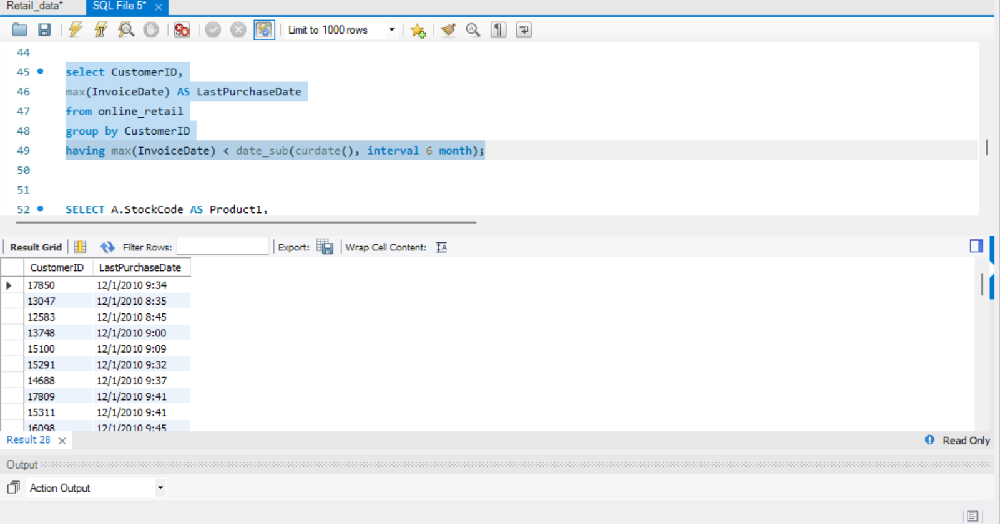 Retail_data*
SQL File 5*
Limit to 1000 rows
44
45 select CustomerID,
46 max(InvoiceDate) AS LastPurchaseDate
47 from online_retail
48 group by CustomerID
49 having max(InvoiceDate) < date_sub(curdate(), interval 6 month);
50
51
52 SELECT A.StockCode AS Product1,
Result Grid Filter Rows: Export: Wrap Cell Content:
CustomerID LastPurchaseDate
17850 12/1/2010 9:34
13047 12/1/2010 8:35
12583 12/1/2010 8:45
13748 12/1/2010 9:00
15100 12/1/2010 9:09
15291 12/1/2010 9:32
14688 12/1/2010 9:37
17809 12/1/2010 9:41
15311 12/1/2010 9:41
16098 12/1/2010 9:45
Result 28 Read Only
Output
Action Output